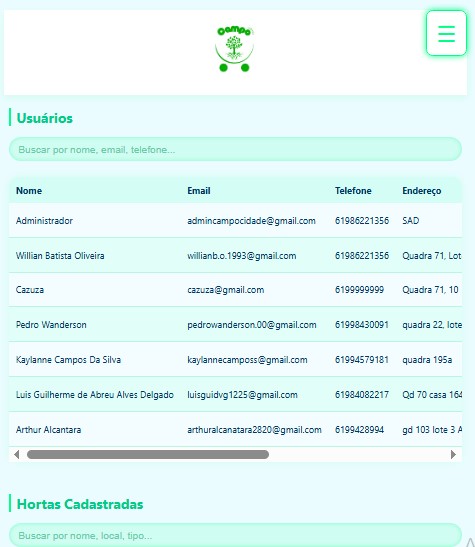 Campo
Usuários
Buscar por nome, email, telefone...
Nome Email Telefone Endereço
Administrador admincampocidade@gmail.com 61986221356 SAD
Willian Batista Oliveira willianb.o.1993@gmail.com 61986221356 Quadra 71, Lot
Cazuza cazuza@gmail.com 6199999999 Quadra 71, 10
Pedro Wanderson pedrowanderson.00@gmail.com 61998430091 quadra 22, lote
Kaylanne Campos Da Silva kaylannecamposs@gmail.com 61994579181 quadra 195a
Luis Guilherme de Abreu Alves Delgado luisguidvg1225@gmail.com 61984082217 Qd 70 casa 164
Arthur Alcantara arthuralcanatara2820@gmail.com 6199428994 gd 103 lote 3 A
Hortas Cadastradas
Buscar por nome, local, tipo...